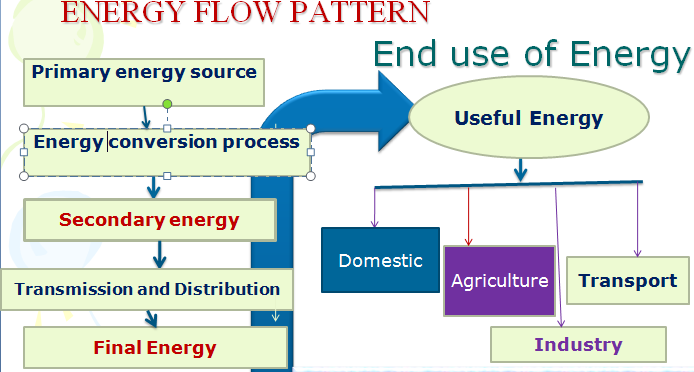 ENERGY FLOW PATTERN
End use of Energy
Primary energy source
Energy conversion process
Secondary energy
Transmission and Distribution
Final Energy
Useful Energy
Domestic
Agriculture
Transport
Industry